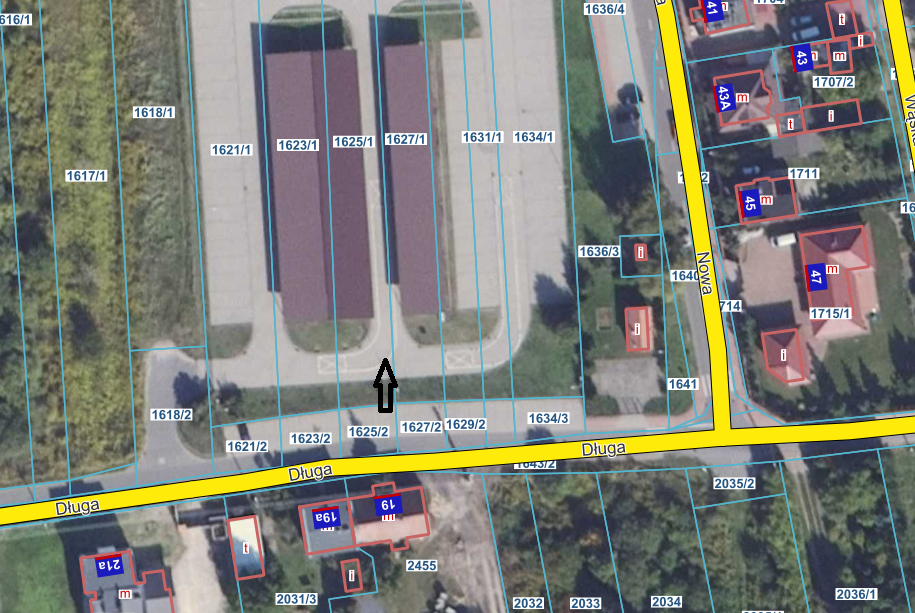 616/1
1636/4
41
t
i
43
m
1707/2
43A
m
t
i
1618/1
1621/1
1623/1
1625/1
1627/1
1631/1
1634/1
1617/1
1711
45
m
1636/3
i
Nowa
47
m
1715/1
714
i
i
1641
1618/2
1621/2
1623/2
1625/2
1627/2
1629/2
1634/3
Długa
Długa
Długa
1643/2
2035/2
19a
19
m
t
i
2455
21a
m
2031/3
2032
2033
2034
2036/1